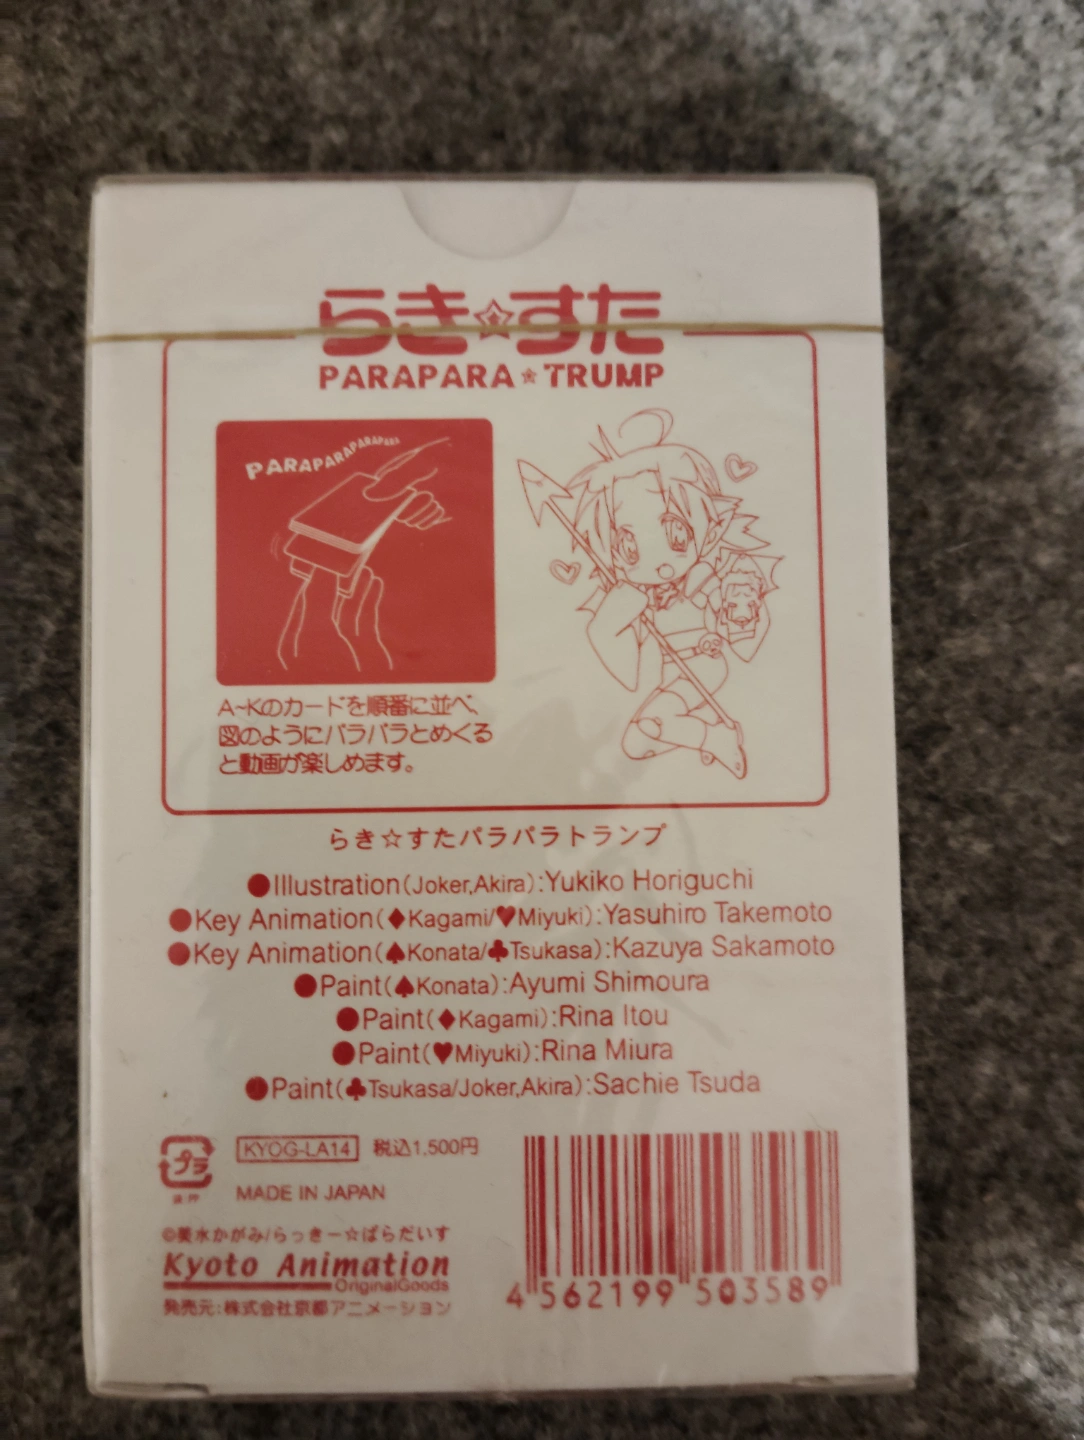 らき☆すた
PARAPARA★TRUMP
PARAPARAPARAPARA
A~Kのカードを順番に並べ、
図のようにパラパラとめくる
と動画が楽しめます。
らき☆すたパラパラトランプ
●Illustration(Joker,Akira):Yukiko Horiguchi
●Key Animation(♦Kagami/♥Miyuki):Yasuhiro Takemoto
●Key Animation(♠Konata/♣Tsukasa):Kazuya Sakamoto
●Paint(♠Konata):Ayumi Shimoura
●Paint(♦Kagami):Rina Itou
●Paint(♥Miyuki):Rina Miura
●Paint(♣Tsukasa/Joker,Akira):Sachie Tsuda
プラ
KYOG-LA14 税込1,500円
MADE IN JAPAN
©美水かがみ/らっきー☆ぱらだいす
Kyoto Animation
OriginalGoods
発売元:株式会社京都アニメーション
4 562199 503589